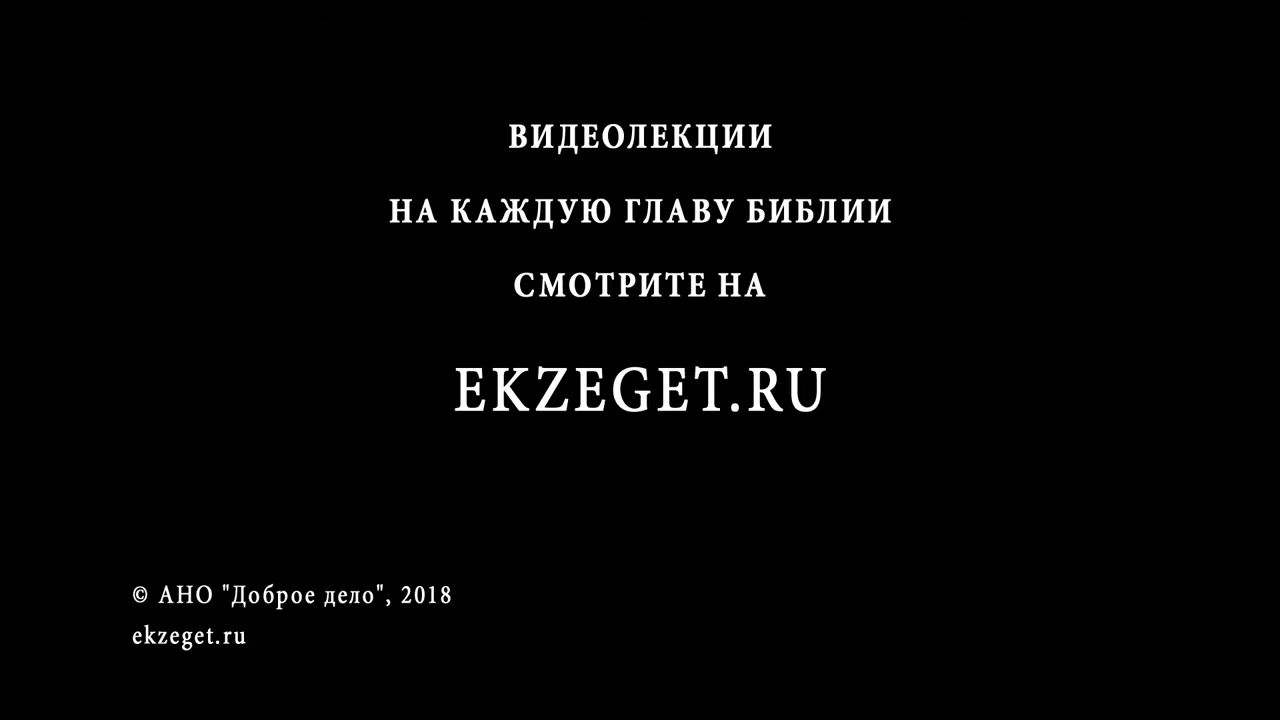 ВИДЕОЛЕКЦИИ
НА КАЖДУЮ ГЛАВУ БИБЛИИ
СМОТРИТЕ НА
EKZEGET.RU
© АНО "Доброе дело", 2018
ekzeget.ru